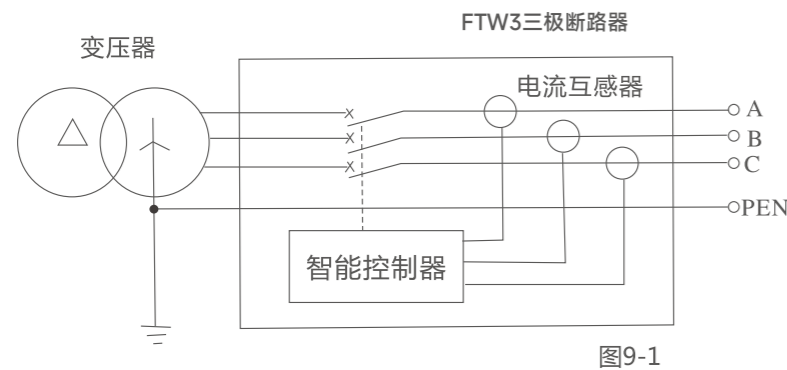 FTW3三极断路器
变压器
电流互感器
A
B
C
PEN
智能控制器
图9-1